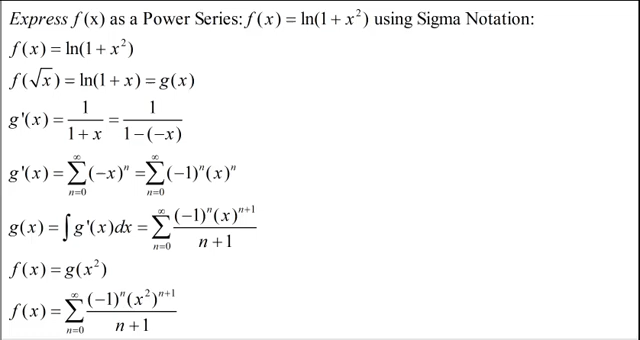 Express f(x) as a Power Series: f(x) = ln(1 + x²) using Sigma Notation:
f(x) = ln(1 + x²)
f(√x) = ln(1 + x) = g(x)
g'(x) = 1/(1 + x) = 1/(1 − (−x))
g'(x) = ∑_{n=0}^{∞} (−x)ⁿ = ∑_{n=0}^{∞} (−1)ⁿ(x)ⁿ
g(x) = ∫ g'(x)dx = ∑_{n=0}^{∞} (−1)ⁿ(x)ⁿ⁺¹/(n + 1)
f(x) = g(x²)
f(x) = ∑_{n=0}^{∞} (−1)ⁿ(x²)ⁿ⁺¹/(n + 1)